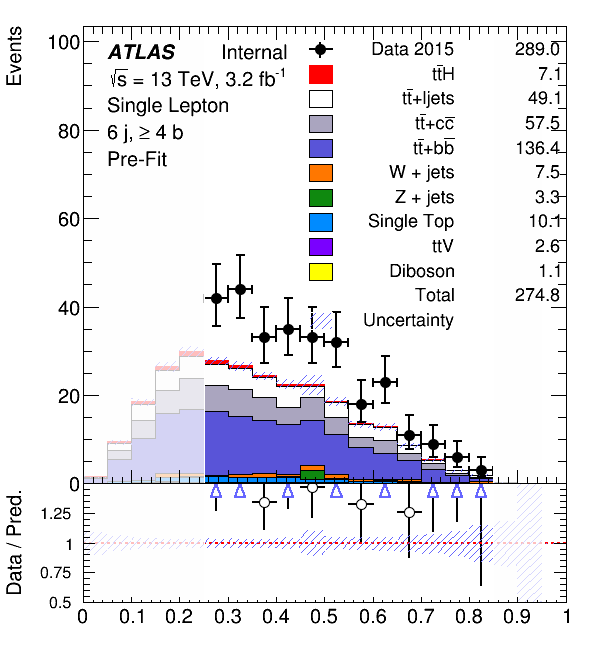 Events
100
80
60
40
20
0
ATLAS Internal
√s = 13 TeV, 3.2 fb⁻¹
Single Lepton
6 j, ≥ 4 b
Pre-Fit
Data 2015 289.0
tt̄H 7.1
tt̄+ljets 49.1
tt̄+cc̄ 57.5
tt̄+bb̄ 136.4
W + jets 7.5
Z + jets 3.3
Single Top 10.1
ttV 2.6
Diboson 1.1
Total 274.8
Uncertainty
Data / Pred.
1.25
1
0.75
0.5
0 0.1 0.2 0.3 0.4 0.5 0.6 0.7 0.8 0.9 1